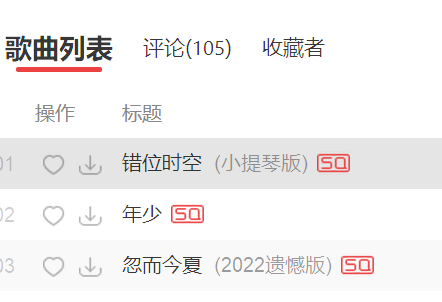 歌曲列表 评论(105) 收藏者
操作 标题
01 错位时空 (小提琴版) SQ
02 年少 SQ
03 忽而今夏 (2022遗憾版) SQ